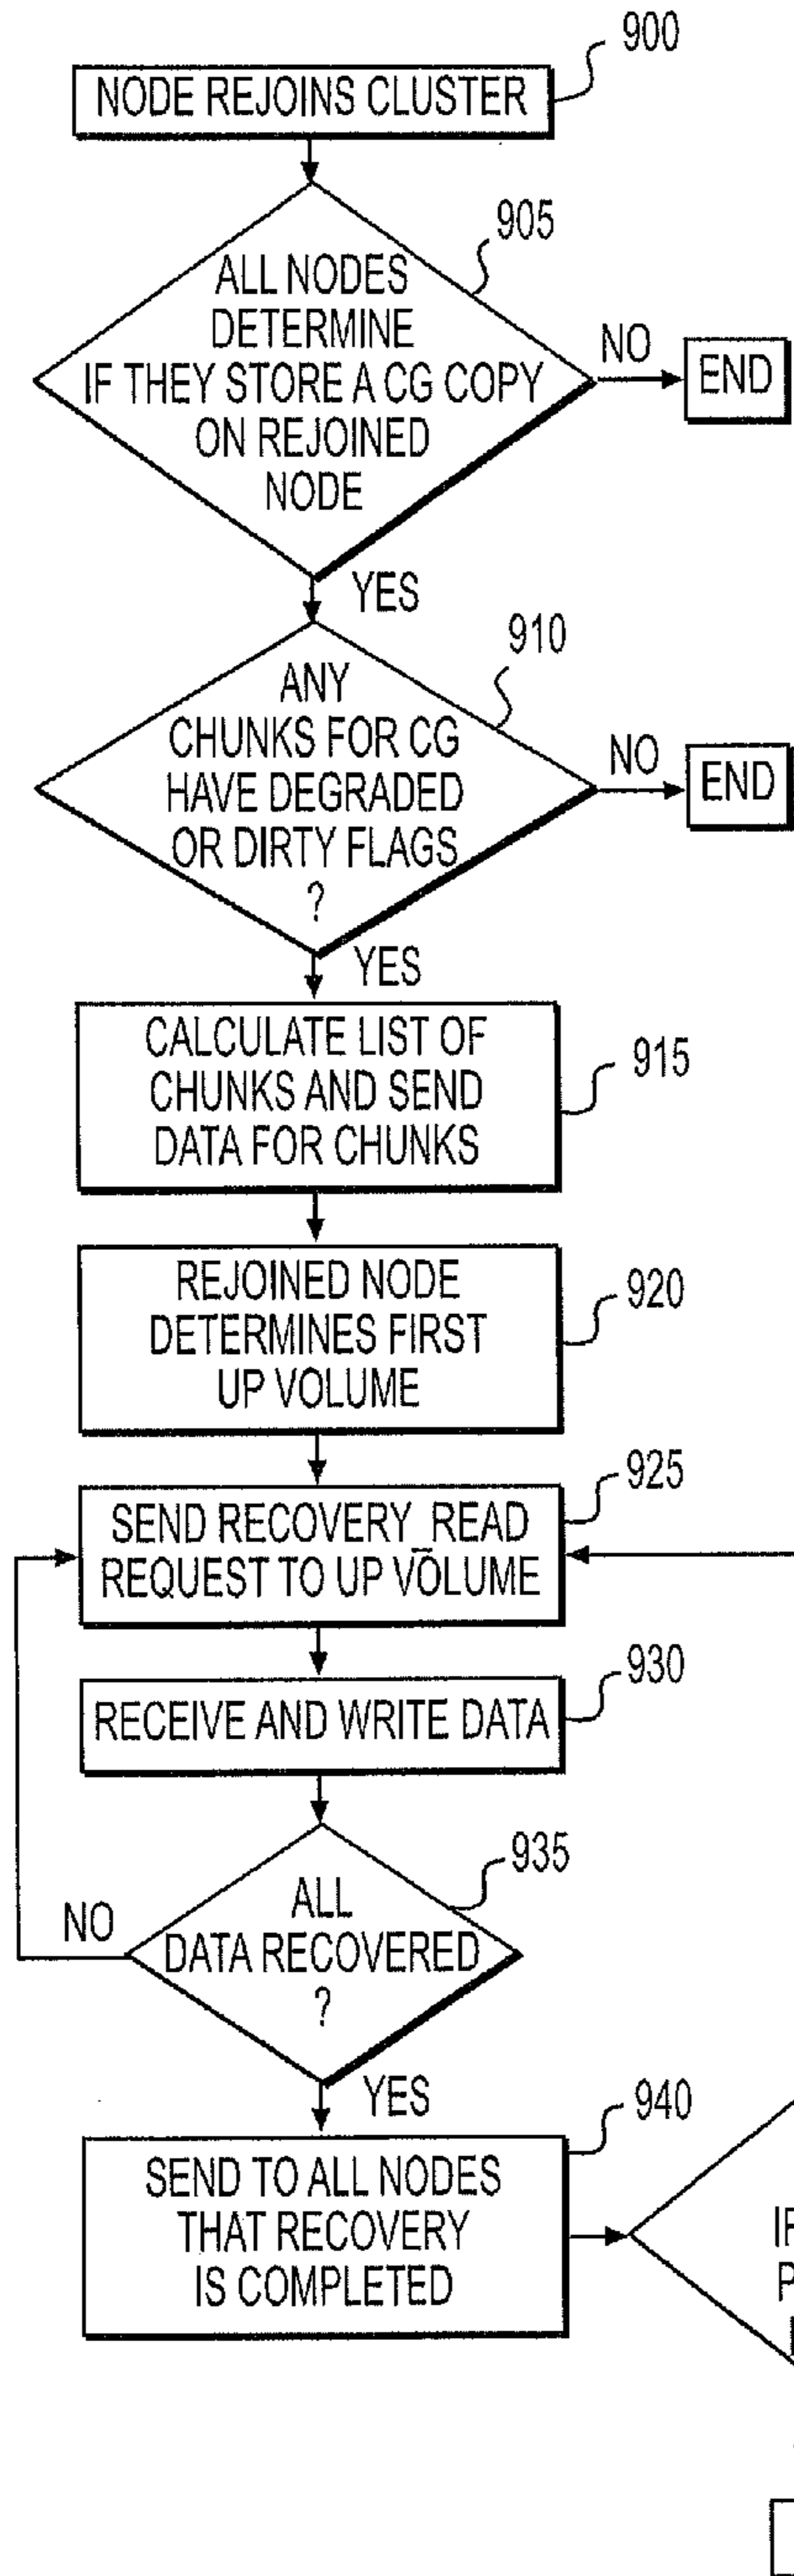 900
NODE REJOINS CLUSTER
905
ALL NODES
DETERMINE
IF THEY STORE A CG COPY
ON REJOINED
NODE
NO
END
YES
910
ANY
CHUNKS FOR CG
HAVE DEGRADED
OR DIRTY FLAGS
?
NO
END
YES
915
CALCULATE LIST OF
CHUNKS AND SEND
DATA FOR CHUNKS
920
REJOINED NODE
DETERMINES FIRST
UP VOLUME
925
SEND RECOVERY_READ
REQUEST TO UP VOLUME
930
RECEIVE AND WRITE DATA
935
ALL
DATA RECOVERED
?
NO
YES
940
SEND TO ALL NODES
THAT RECOVERY
IS COMPLETED